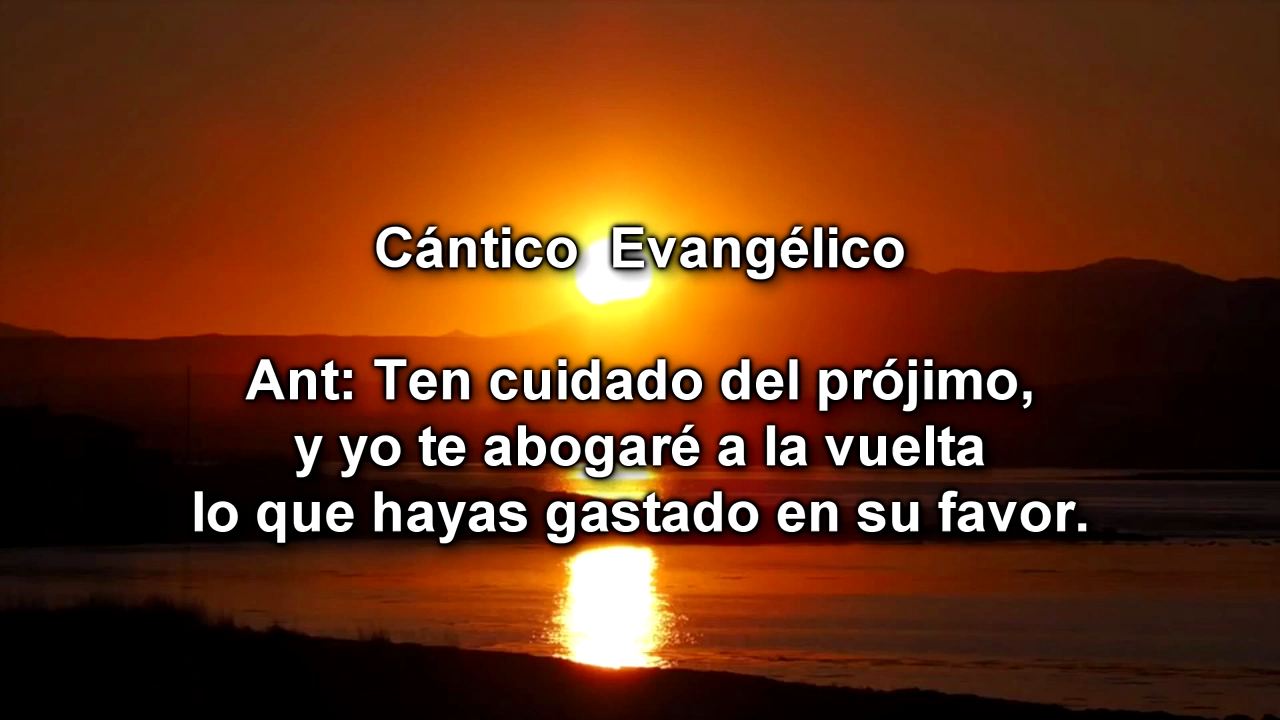 Cántico Evangélico
Ant: Ten cuidado del prójimo,
y yo te abogaré a la vuelta
lo que hayas gastado en su favor.